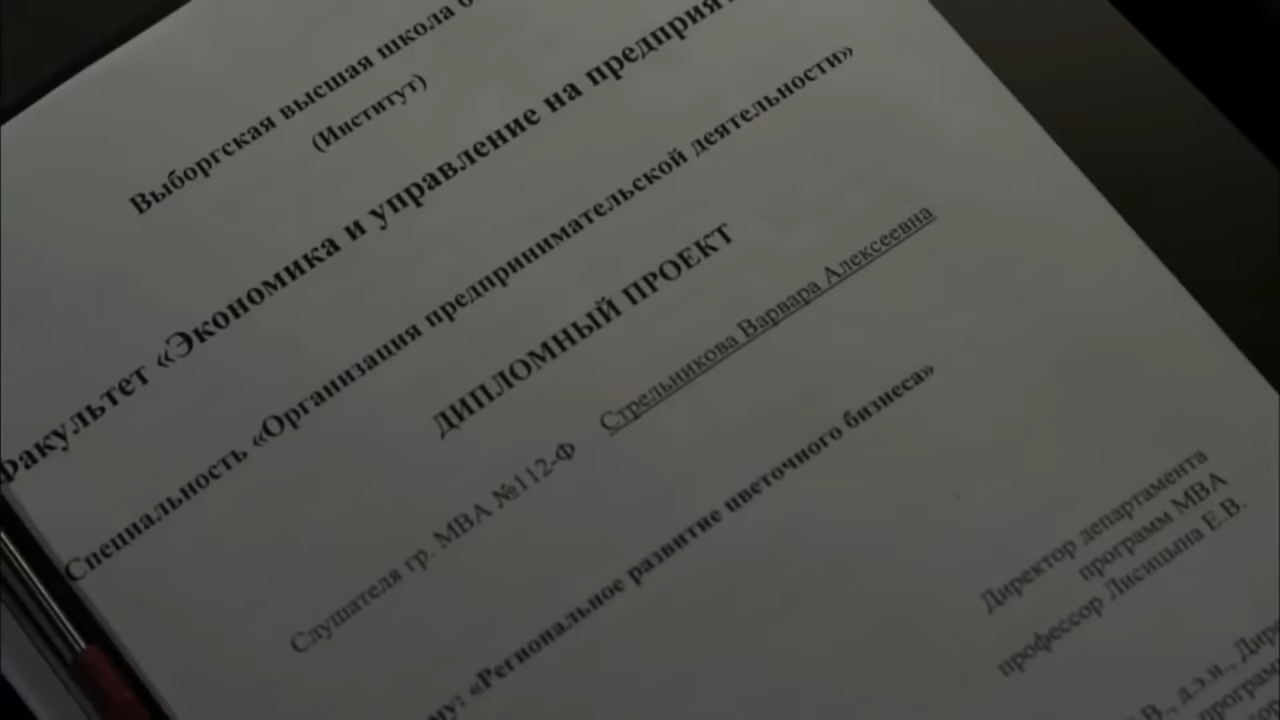 Выборгская высшая школа
(Институт)
Факультет «Экономика и управление на
Специальность «Организация предпринимательской деятельности»
ДИПЛОМНЫЙ ПРОЕКТ
Слушателя гр. МВА №112-Ф Стрельникова Варвара Алексеевна
«Региональное развитие цветочного бизнеса»
Директор департамента
программ МВА
профессор Лисицына Е.В.
д.э.н.,